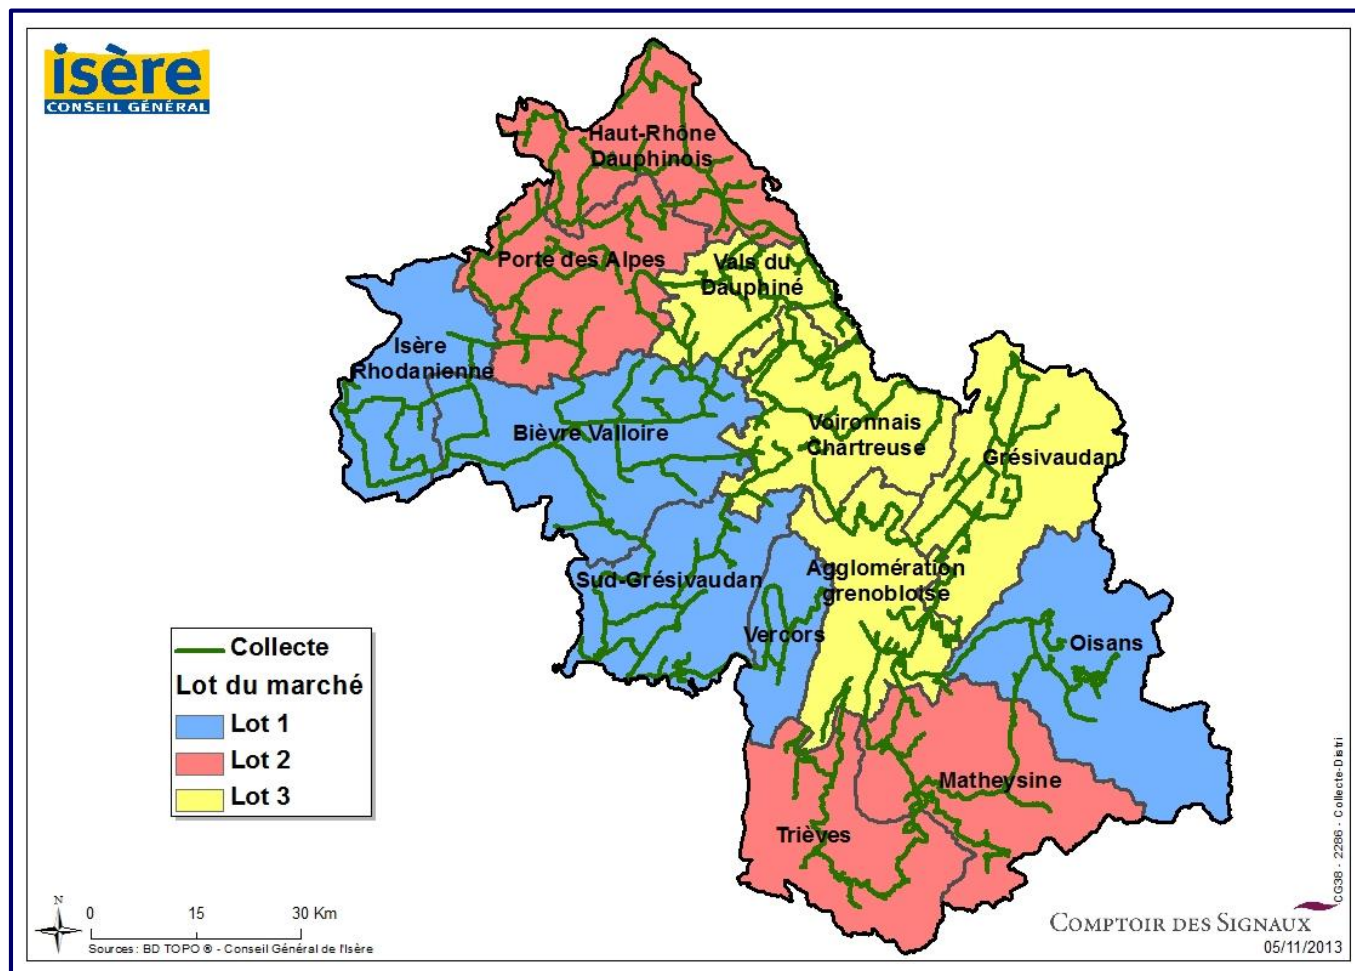 isère
CONSEIL GÉNÉRAL
Haut-Rhône
Dauphinois
Porte des Alpes
Vals du
Dauphiné
Isère
Rhodanienne
Bièvre Valloire
Voironnais
Chartreuse
Grésivaudan
Sud-Grésivaudan
Agglomération
grenobloise
Vercors
Oisans
Matheysine
Trièves
Collecte
Lot du marché
Lot 1
Lot 2
Lot 3
N
0 15 30 Km
Sources : BD TOPO ® - Conseil Général de l'Isère
COMPTOIR DES SIGNAUX
05/11/2013
CG38 - 2286 - Collecte-Distri